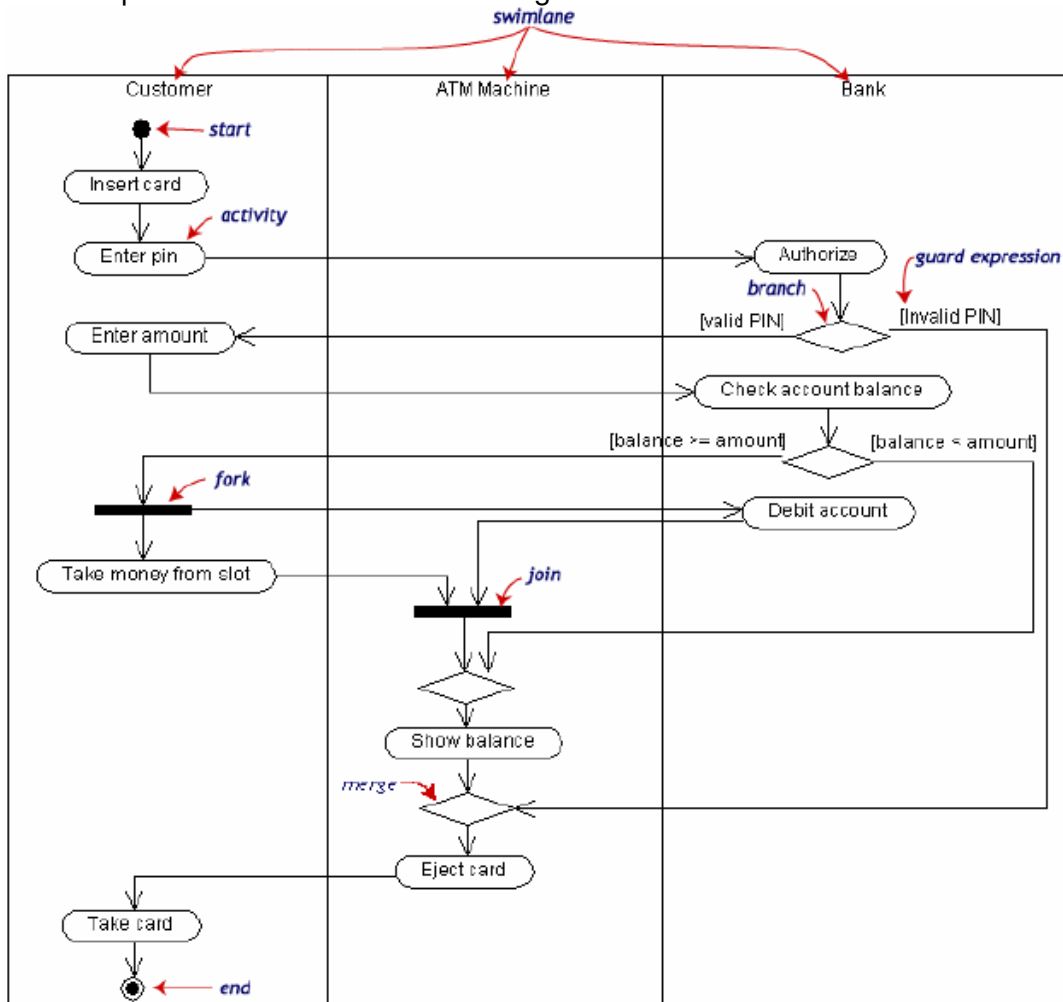 swimlane
Customer
ATM Machine
Bank
start
Insert card
activity
Enter pin
Authorize
guard expression
branch
[valid PIN]
[Invalid PIN]
Enter amount
Check account balance
[balance >= amount]
[balance < amount]
fork
Debit account
Take money from slot
join
Show balance
merge
Eject card
Take card
end